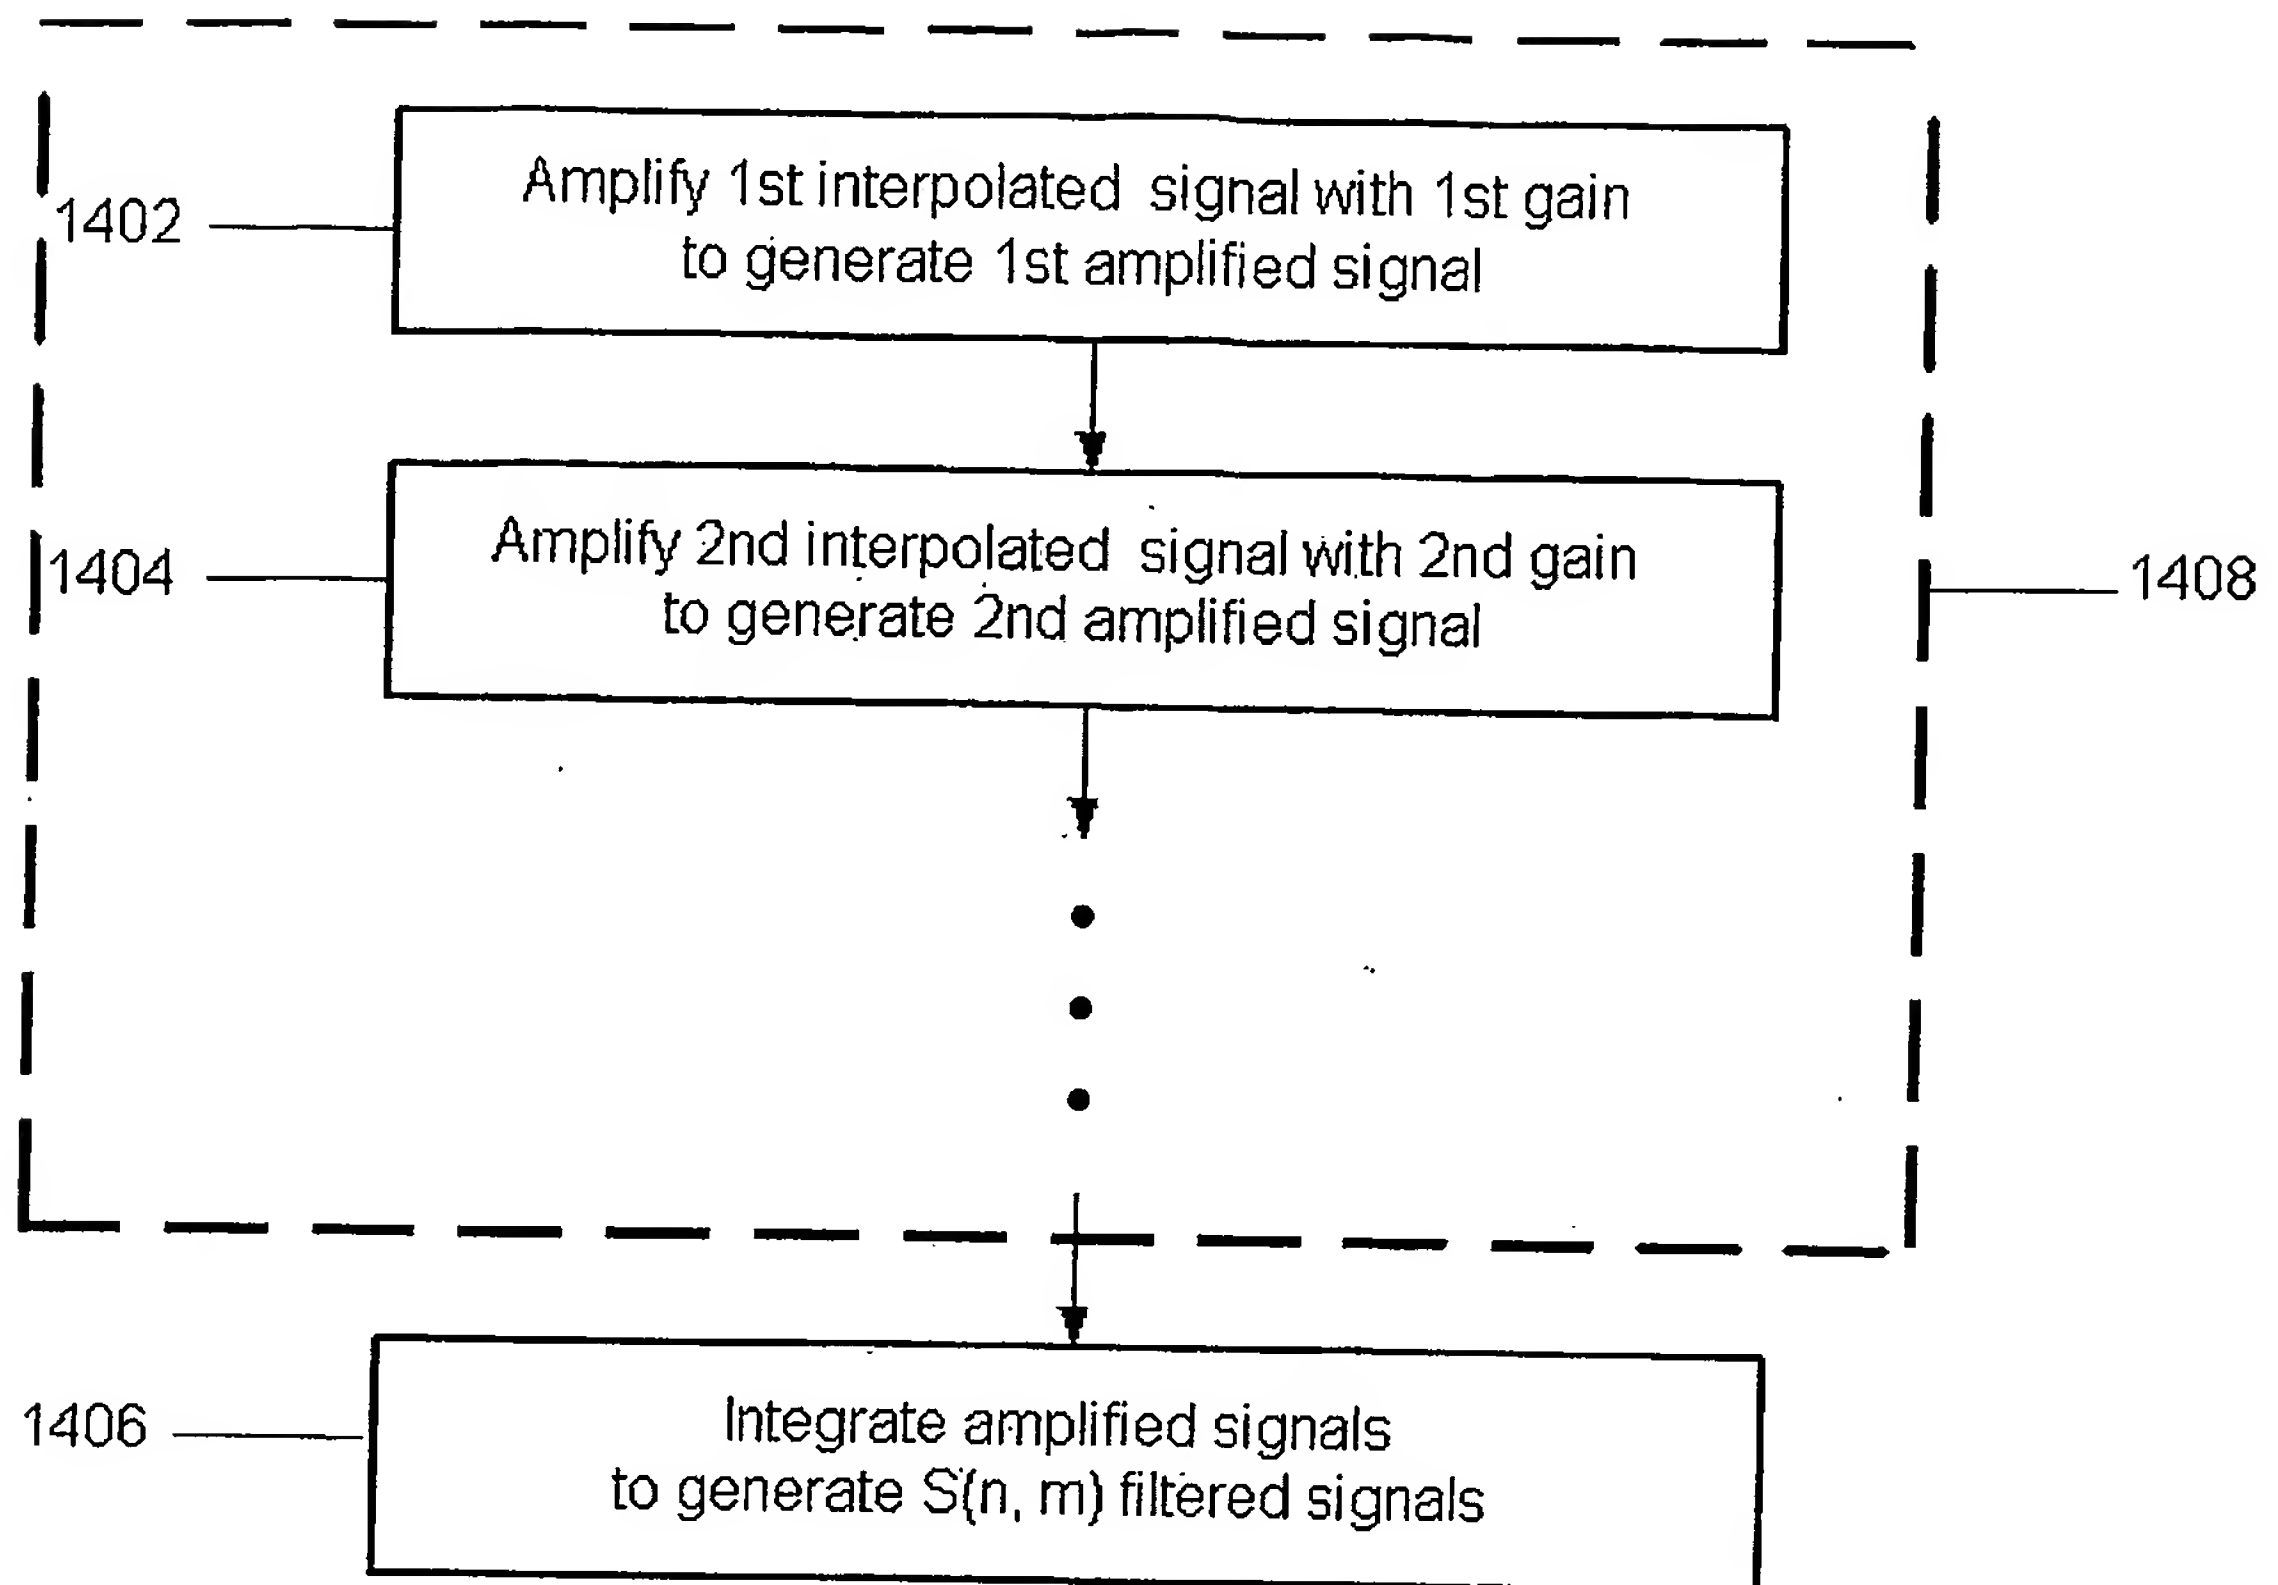 1402
Amplify 1st interpolated signal with 1st gain
to generate 1st amplified signal
1404
Amplify 2nd interpolated signal with 2nd gain
to generate 2nd amplified signal
1408
1406
Integrate amplified signals
to generate S(n, m) filtered signals